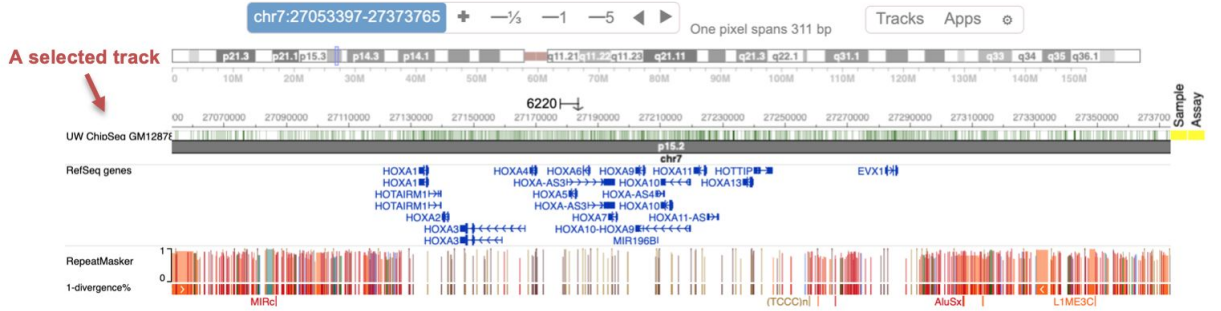 chr7:27053397-27373765 + —⅓ —1 —5 One pixel spans 311 bp Tracks Apps
A selected track
p21.3 p21.1 p15.3 p14.3 p14.1 q11.21 q11.22 q11.23 q21.11 q21.3 q22.1 q31.1 q33 q34 q35 q36.1
0 10M 20M 30M 40M 50M 60M 70M 80M 90M 100M 110M 120M 130M 140M 150M
6220
Sample Assay
00 27070000 27090000 27110000 27130000 27150000 27170000 27190000 27210000 27230000 27250000 27270000 27290000 27310000 27330000 27350000 273700
UW ChipSeq GM12878
p15.2
chr7
RefSeq genes
HOXA1 HOXA4 HOXA6 HOXA9 HOXA11 HOTTIP EVX1
HOXA1 HOXA-AS3 HOXA10 HOXA13
HOTAIRM1 HOXA5 HOXA-AS4
HOTAIRM1 HOXA-AS3 HOXA10
HOXA2 HOXA7 HOXA11-AS
HOXA3 HOXA10-HOXA9
HOXA3 MIR196B
RepeatMasker 1
0
1-divergence%
MIRc (TCCC)n AluSx L1ME3C